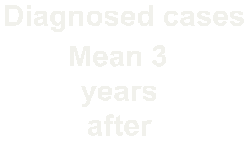 Diagnosed cases
Mean 3
years
after